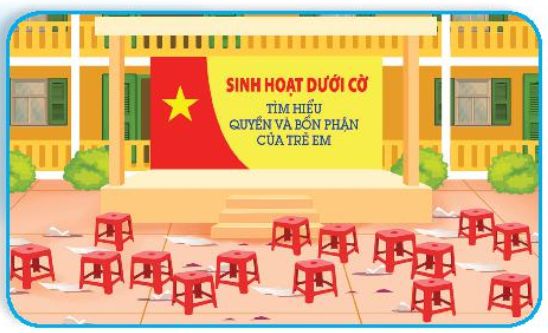 SINH HOẠT DƯỚI CỜ
TÌM HIỂU
QUYỀN VÀ BỔN PHẬN
CỦA TRẺ EM